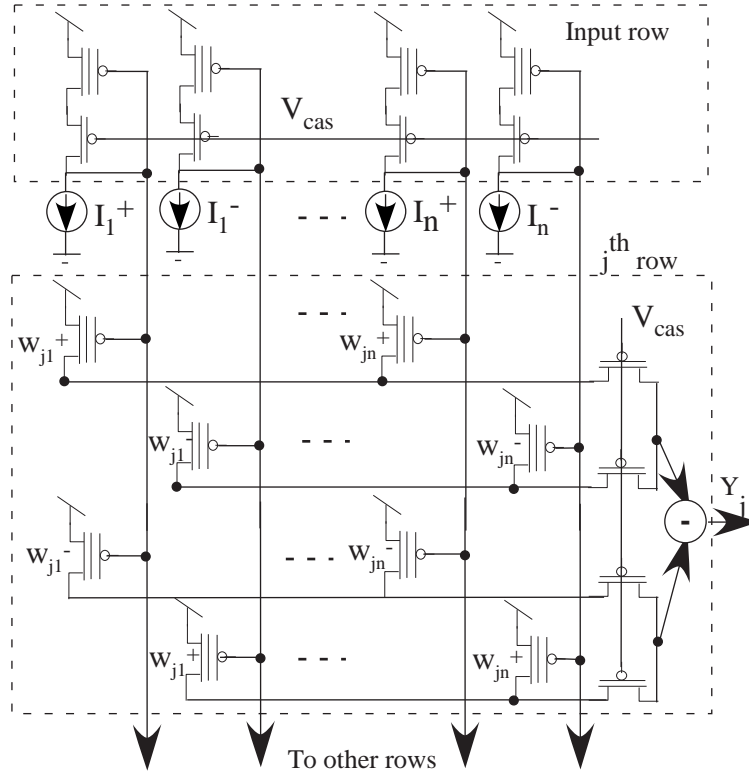 Input row
V_cas
I_1^+ I_1^- I_n^+ I_n^-
j^th row
V_cas
w_j1^+ w_jn^+
w_j1^- w_jn^-
Y_j
-
w_j1^- w_jn^-
w_j1^+ w_jn^+
To other rows